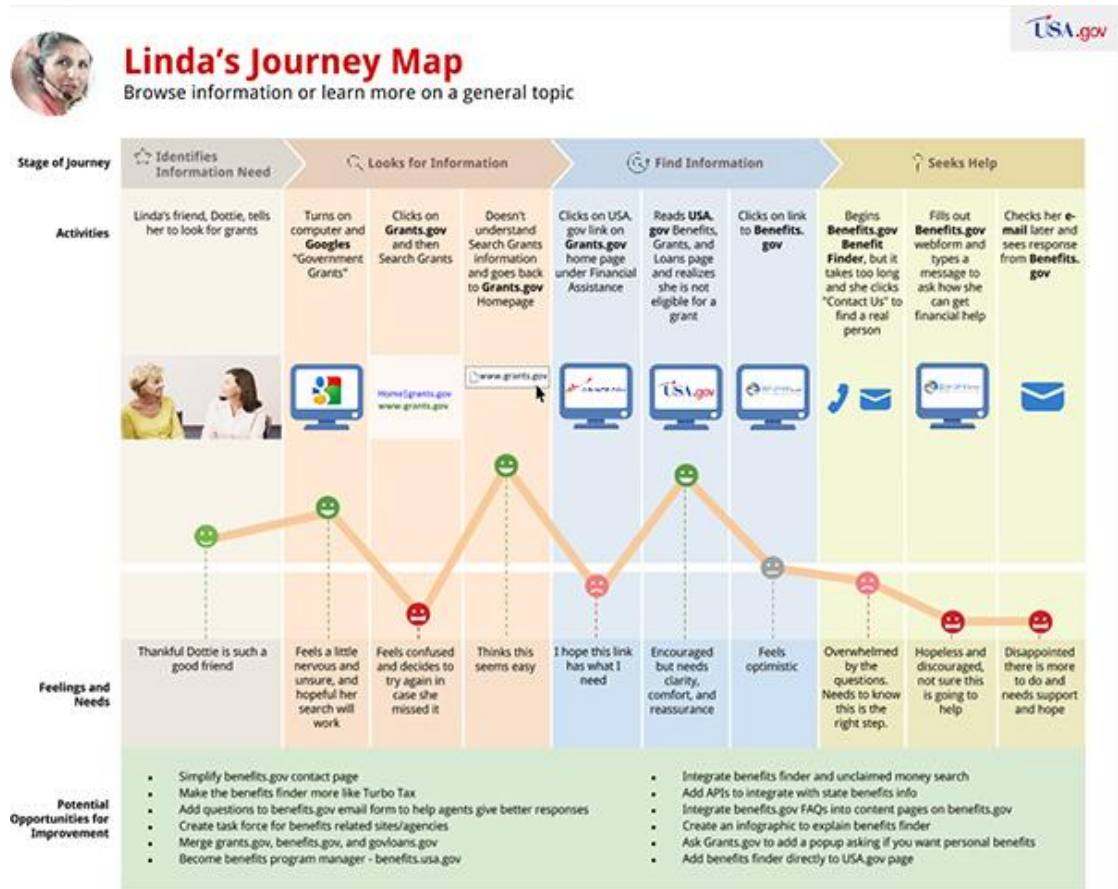 USA.gov
Linda's Journey Map
Browse information or learn more on a general topic
Stage of Journey
Identifies
Information Need
Looks for Information
Find Information
Seeks Help
Activities
Linda's friend, Dottie, tells
her to look for grants
Turns on
computer and
Googles
"Government
Grants"
Clicks on
Grants.gov
and then
Search Grants
Doesn't
understand
Search Grants
information
and goes back
to Grants.gov
Homepage
Clicks on USA.
gov link on
Grants.gov
home page
under Financial
Assistance
Reads USA.
gov Benefits,
Grants, and
Loans page
and realizes
she is not
eligible for a
grant
Clicks on link
to Benefits.
gov
Begins
Benefits.gov
Benefit
Finder, but it
takes too long
and she clicks
"Contact Us" to
find a real
person
Fills out
Benefits.gov
webform and
types a
message to
ask how she
can get
financial help
Checks her e-
mail later and
sees response
from Benefits.
gov
Home||grants.gov
www.grants.gov
www.grants.gov
USA.gov
Feelings and
Needs
Thankful Dottie is such a
good friend
Feels a little
nervous and
unsure, and
hopeful her
search will
work
Feels confused
and decides to
try again in
case she
missed it
Thinks this
seems easy
I hope this link
has what I
need
Encouraged
but needs
clarity,
comfort, and
reassurance
Feels
optimistic
Overwhelmed
by the
questions.
Needs to know
this is the
right step.
Hopeless and
discouraged,
not sure this
is going to
help
Disappointed
there is more
to do and
needs support
and hope
Potential
Opportunities for
Improvement
• Simplify benefits.gov contact page
• Make the benefits finder more like Turbo Tax
• Add questions to benefits.gov email form to help agents give better responses
• Create task force for benefits related sites/agencies
• Merge grants.gov, benefits.gov, and govloans.gov
• Become benefits program manager - benefits.usa.gov
• Integrate benefits finder and unclaimed money search
• Add APIs to integrate with state benefits info
• Integrate benefits.gov FAQs into content pages on benefits.gov
• Create an infographic to explain benefits finder
• Ask Grants.gov to add a popup asking if you want personal benefits
• Add benefits finder directly to USA.gov page